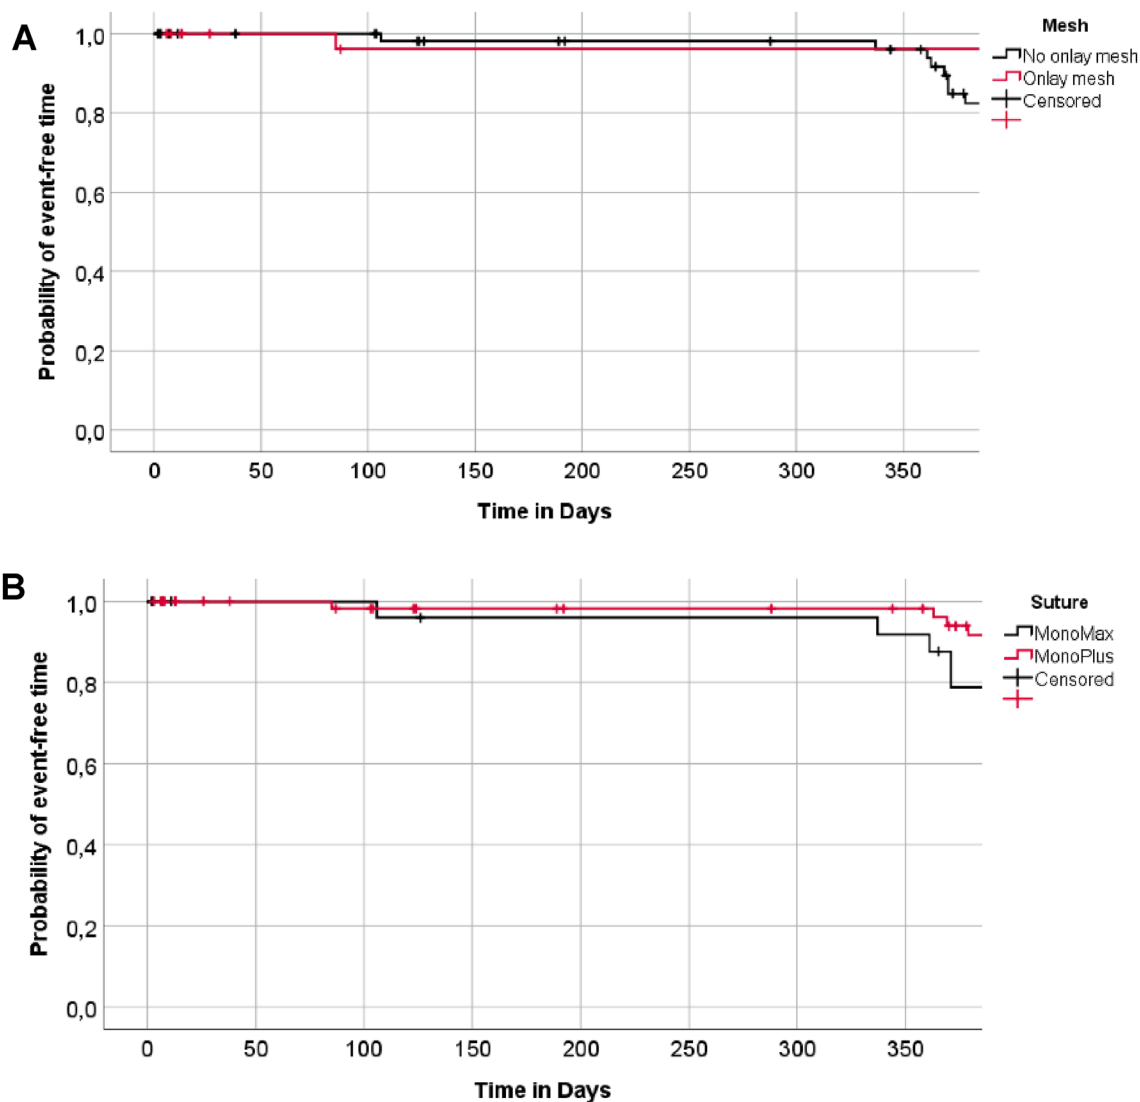 A
Mesh
No onlay mesh
Onlay mesh
Censored
Probability of event-free time
1,0
0,8
0,6
0,4
0,2
0,0
0 50 100 150 200 250 300 350
Time in Days
B
Suture
MonoMax
MonoPlus
Censored
Probability of event-free time
1,0
0,8
0,6
0,4
0,2
0,0
0 50 100 150 200 250 300 350
Time in Days